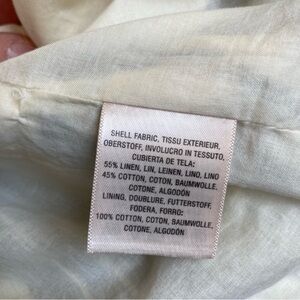 SHELL FABRIC, TISSU EXTERIEUR,
OBERSTOFF, INVOLUCRO IN TESSUTO,
CUBIERTA DE TELA:
55% LINEN, LIN, LEINEN, LINO, LINO
45% COTTON, COTON, BAUMWOLLE,
COTONE, ALGODÓN
LINING, DOUBLURE, FUTTERSTOFF,
FODERA, FORRO:
100% COTTON, COTON, BAUMWOLLE,
COTONE, ALGODÓN